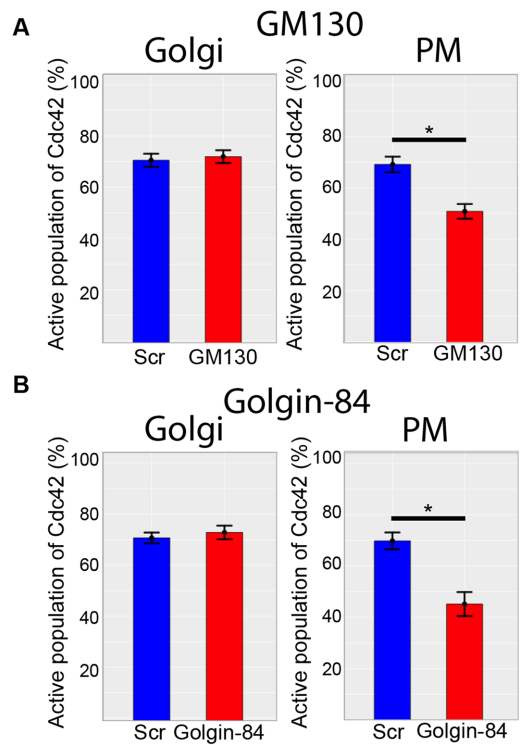 A
GM130
Golgi
PM
Active population of Cdc42 (%)
100
80
60
40
20
Scr GM130
Active population of Cdc42 (%)
100
80
60
40
20
*
Scr GM130
B
Golgin-84
Golgi
PM
Active population of Cdc42 (%)
100
80
60
40
20
Scr Golgin-84
Active population of Cdc42 (%)
100
80
60
40
20
*
Scr Golgin-84